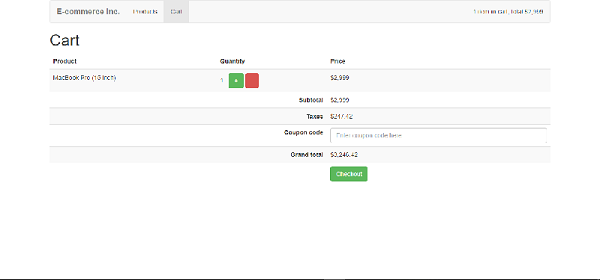 E-commerce Inc. Products Cart 1 item in cart, total $2,999
Cart
Product Quantity Price
MacBook Pro (15 inch) 1 + $2,999
Subtotal $2,999
Taxes $247.42
Coupon code Enter coupon code here
Grand total $3,246.42
Checkout